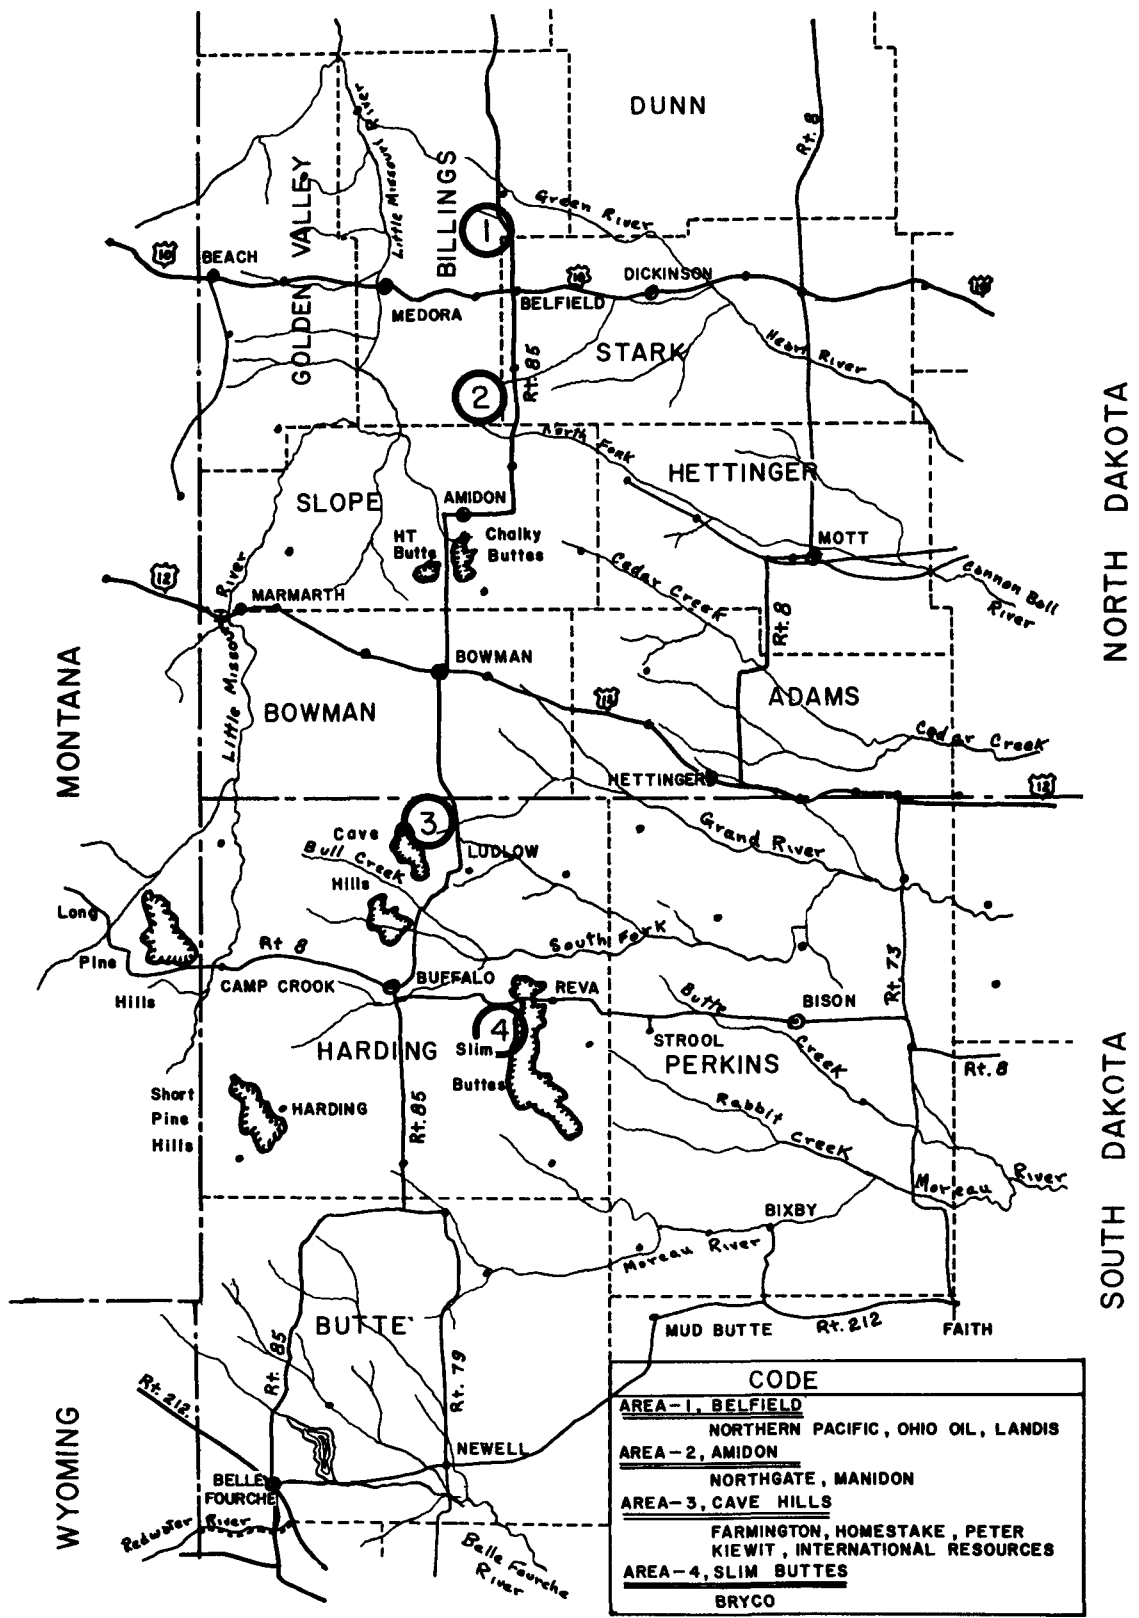 DUNN
Rt. 8
Little Missouri River
GOLDEN VALLEY
BILLINGS
Green River
1
10
BEACH
10
DICKINSON
10
MEDORA
BELFIELD
STARK
Heart River
Rt. 85
2
North Fork
HETTINGER
SLOPE
AMIDON
HT
Butte
Chalky
Buttes
MOTT
Cedar Creek
Cannon Ball
River
12
MARMARTH
Rt. 8
Little Missouri River
BOWMAN
NORTH DAKOTA
MONTANA
BOWMAN
12
ADAMS
Cedar Creek
HETTINGER
12
3
Cave
Hills
Bull Creek
LUDLOW
Grand River
Long
Pine
Hills
Rt 8
South Fork
CAMP CROOK
BUFFALO
REVA
Butte
Creek
BISON
Rt. 73
4
STROOL
HARDING
Slim
Buttes
PERKINS
Rt. 8
Short
Pine
Hills
HARDING
Rt. 85
Rabbit
Creek
Moreau
River
SOUTH DAKOTA
BIXBY
Moreau River
BUTTE
MUD BUTTE
Rt. 212
FAITH
Rt. 85
Rt. 79
Rt. 212.
WYOMING
NEWELL
BELLE
FOURCHE
Redwater River
Belle Fourche
River
CODE
AREA-1, BELFIELD
NORTHERN PACIFIC, OHIO OIL, LANDIS
AREA-2, AMIDON
NORTHGATE, MANIDON
AREA-3, CAVE HILLS
FARMINGTON, HOMESTAKE, PETER
KIEWIT, INTERNATIONAL RESOURCES
AREA-4, SLIM BUTTES
BRYCO